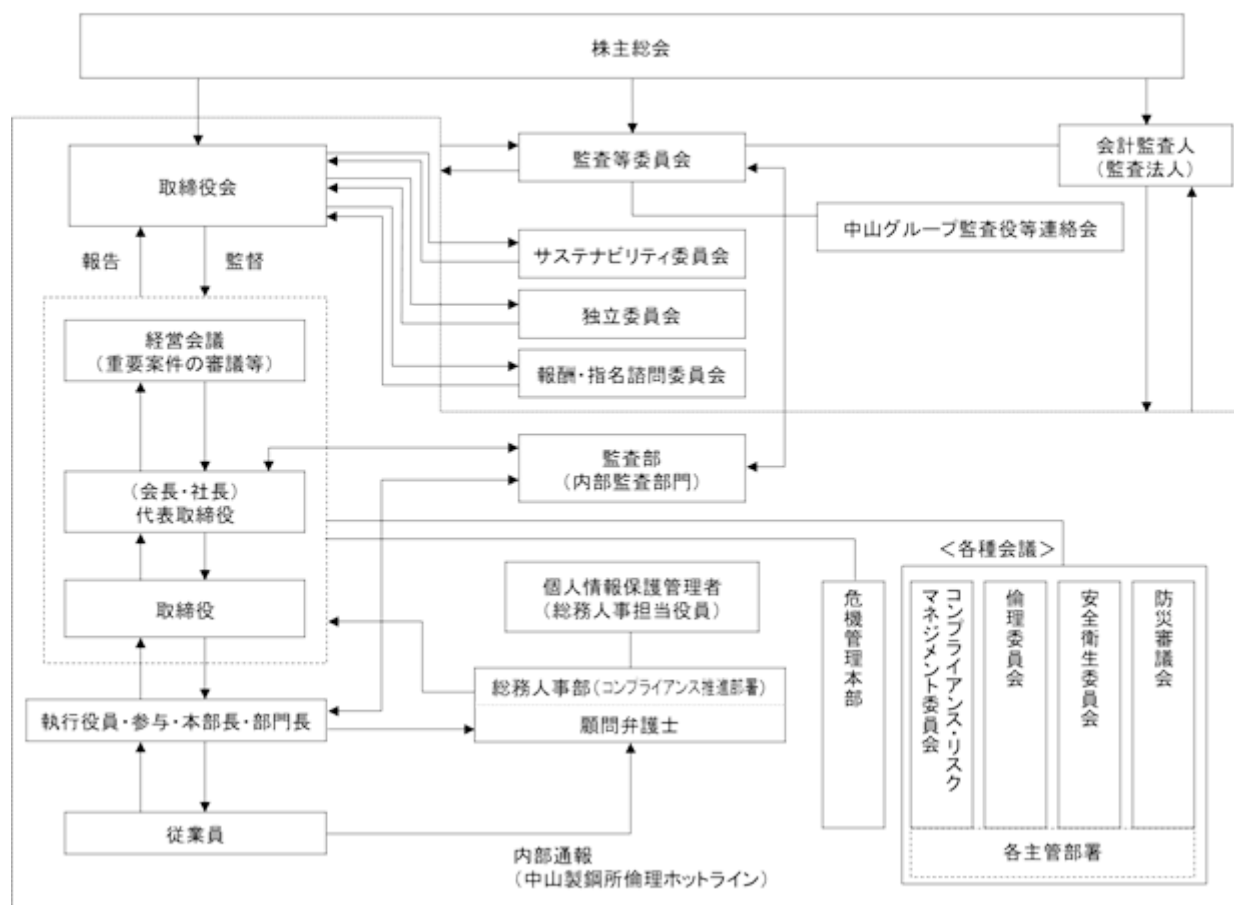 株主総会
取締役会
監査等委員会
会計監査人
(監査法人)
中山グループ監査役等連絡会
報告
監督
サステナビリティ委員会
独立委員会
報酬・指名諮問委員会
経営会議
(重要案件の審議等)
(会長・社長)
代表取締役
取締役
監査部
(内部監査部門)
個人情報保護管理者
(総務人事担当役員)
総務人事部(コンプライアンス推進部署)
顧問弁護士
執行役員・参与・本部長・部門長
従業員
内部通報
(中山製鋼所倫理ホットライン)
危機管理本部
<各種会議>
コンプライアンス・リスク
マネジメント委員会
倫理委員会
安全衛生委員会
防災審議会
各主管部署